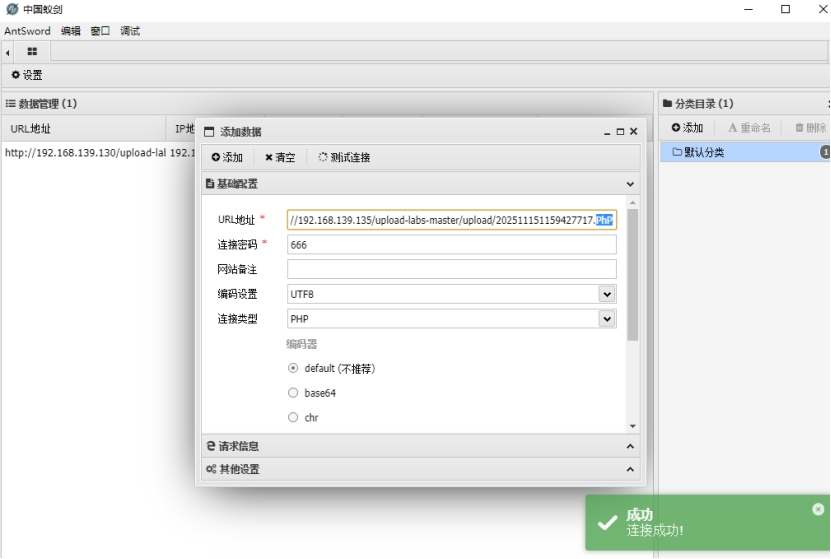 中国蚁剑
AntSword 编辑 窗口 调试
设置
数据管理 (1)
URL地址 IP地
http://192.168.139.130/upload-lal 192.1
分类目录 (1)
添加 重命名 删除
默认分类 1
添加数据
添加 清空 测试连接
基础配置
URL地址 * //192.168.139.135/upload-labs-master/upload/202511151159427717.PhP
连接密码 * 666
网站备注
编码设置 UTF8
连接类型 PHP
编码器
default (不推荐)
base64
chr
请求信息
其他设置
成功
连接成功!